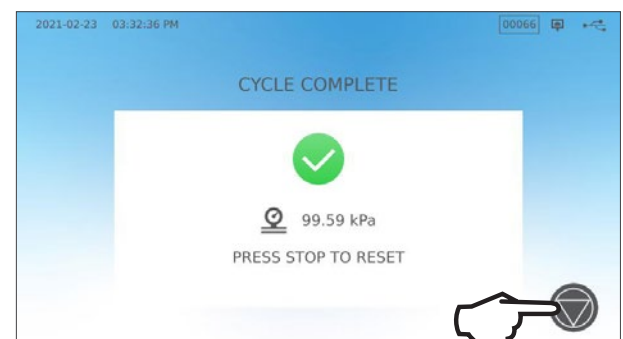 2021-02-23 03:32:36 PM 00066
CYCLE COMPLETE
99.59 kPa
PRESS STOP TO RESET